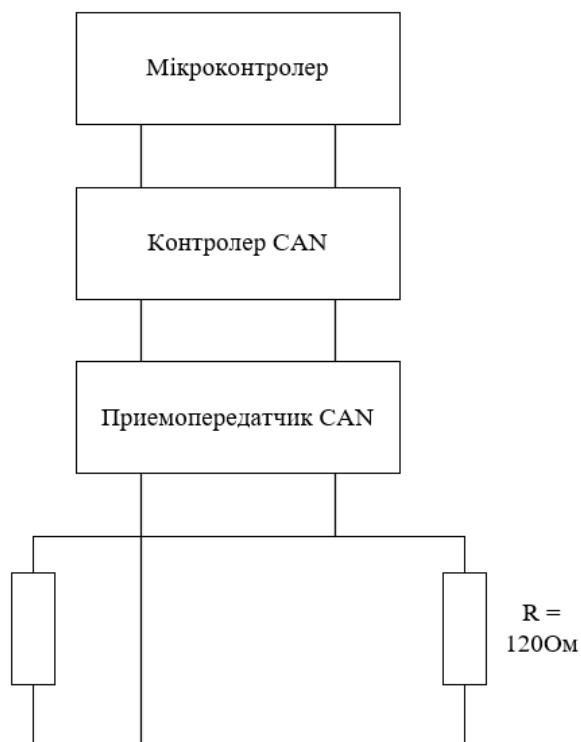 Мікроконтролер
Контролер CAN
Приемопередатчик CAN
R =
120Ом